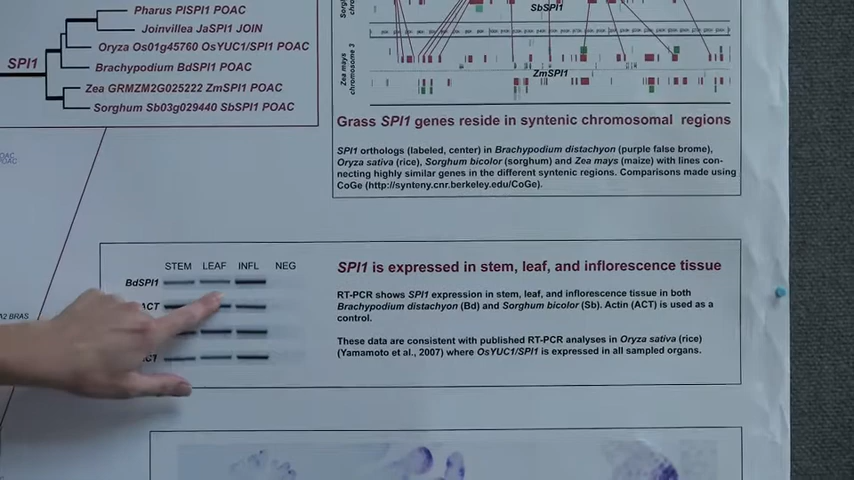 Pharus PlSPI1 POAC
Joinvillea JaSPI1 JOIN
Oryza Os01g45760 OsYUC1/SPI1 POAC
SPI1
Brachypodium BdSPI1 POAC
Zea GRMZM2G025222 ZmSPI1 POAC
Sorghum Sb03g029440 SbSPI1 POAC
SbSPI1
Zea mays
chromosome 3
ZmSPI1
Grass SPI1 genes reside in syntenic chromosomal regions
SPI1 orthologs (labeled, center) in Brachypodium distachyon (purple false brome),
Oryza sativa (rice), Sorghum bicolor (sorghum) and Zea mays (maize) with lines con-
necting highly similar genes in the different syntenic regions. Comparisons made using
CoGe (http://synteny.cnr.berkeley.edu/CoGe).
STEM LEAF INFL NEG
BdSPI1
SPI1 is expressed in stem, leaf, and inflorescence tissue
RT-PCR shows SPI1 expression in stem, leaf, and inflorescence tissue in both
Brachypodium distachyon (Bd) and Sorghum bicolor (Sb). Actin (ACT) is used as a
control.
These data are consistent with published RT-PCR analyses in Oryza sativa (rice)
(Yamamoto et al., 2007) where OsYUC1/SPI1 is expressed in all sampled organs.